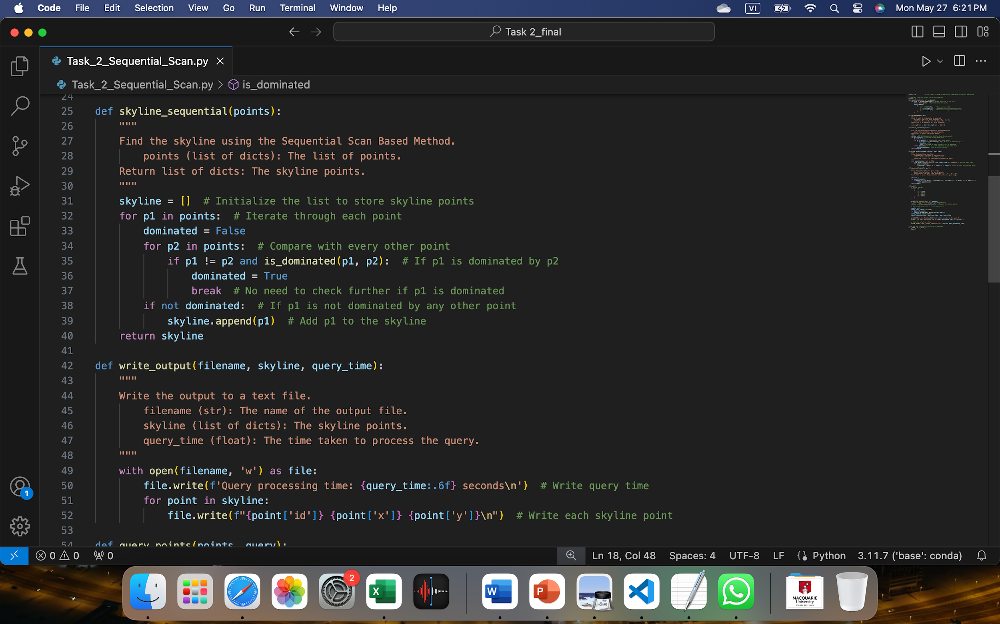 Code File Edit Selection View Go Run Terminal Window Help VI Mon May 27 6:21 PM
Task 2_final
Task_2_Sequential_Scan.py
Task_2_Sequential_Scan.py > is_dominated
24
25 def skyline_sequential(points):
26 """
27 Find the skyline using the Sequential Scan Based Method.
28 points (list of dicts): The list of points.
29 Return list of dicts: The skyline points.
30 """
31 skyline = [] # Initialize the list to store skyline points
32 for p1 in points: # Iterate through each point
33 dominated = False
34 for p2 in points: # Compare with every other point
35 if p1 != p2 and is_dominated(p1, p2): # If p1 is dominated by p2
36 dominated = True
37 break # No need to check further if p1 is dominated
38 if not dominated: # If p1 is not dominated by any other point
39 skyline.append(p1) # Add p1 to the skyline
40 return skyline
41
42 def write_output(filename, skyline, query_time):
43 """
44 Write the output to a text file.
45 filename (str): The name of the output file.
46 skyline (list of dicts): The skyline points.
47 query_time (float): The time taken to process the query.
48 """
49 with open(filename, 'w') as file:
50 file.write(f'Query processing time: {query_time:.6f} seconds\n') # Write query time
51 for point in skyline:
52 file.write(f"{point['id']} {point['x']} {point['y']}\n") # Write each skyline point
53
54 def query_points(points, query):
1
0 0 0 Ln 18, Col 48 Spaces: 4 UTF-8 LF Python 3.11.7 ('base': conda)
2
X W P
MACQUARIE
University